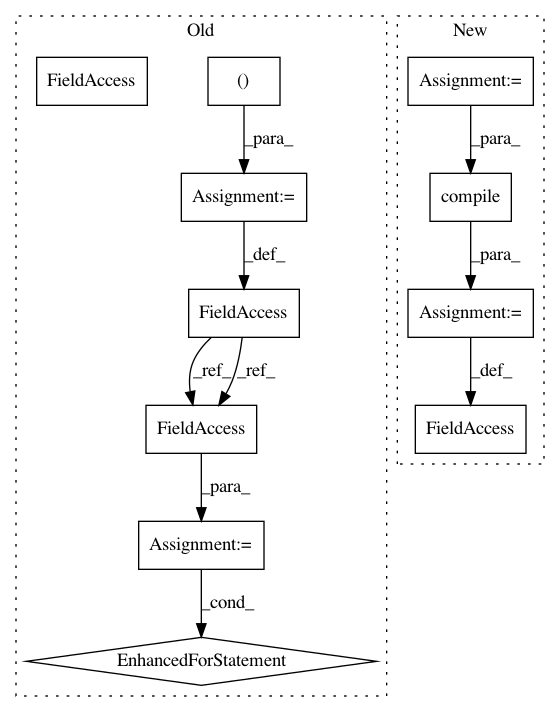 Old
New
FieldAccess
()
Assignment:=
_para_
_para_
Assignment:=
compile
_def_
_para_
FieldAccess
Assignment:=
_ref_
_ref_
_def_
FieldAccess
FieldAccess
_para_
Assignment:=
_cond_
EnhancedForStatement